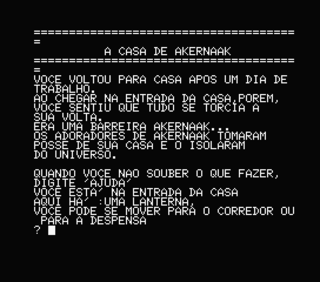 =====================================
=
A CASA DE AKERNAAK
=====================================
=
VOCE VOLTOU PARA CASA APOS UM DIA DE
TRABALHO.
AO CHEGAR NA ENTRADA DA CASA,POREM,
VOCE SENTIU QUE TUDO SE TORCIA A
SUA VOLTA.
ERA UMA BARREIRA AKERNAAK...
OS ADORADORES DE AKERNAAK TOMARAM
POSSE DE SUA CASA E O ISOLARAM
DO UNIVERSO.
QUANDO VOCE NAO SOUBER O QUE FAZER,
DIGITE 'AJUDA'
VOCE ESTA' NA ENTRADA DA CASA
AQUI HA' :UMA LANTERNA,
VOCE PODE SE MOVER PARA O CORREDOR OU
PARA A DESPENSA
?